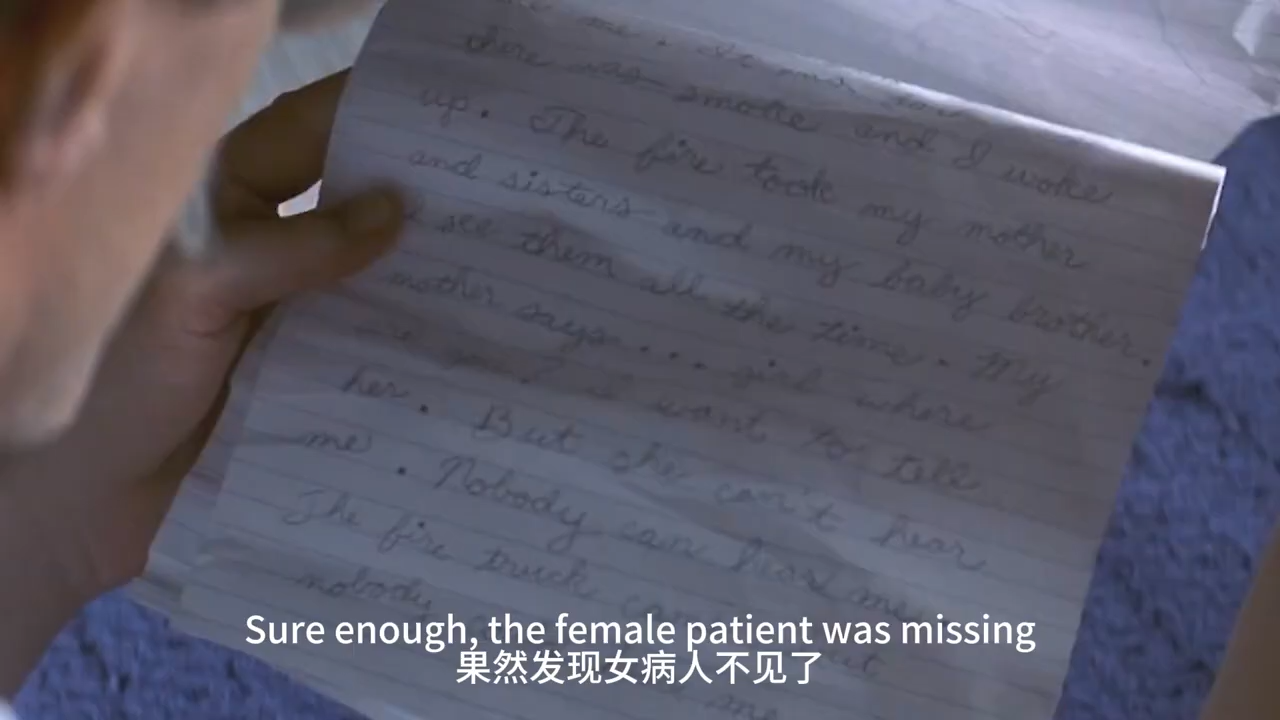 me. 
there was smoke and I woke
up. The fire took my mother
and sisters and my baby brother.
I see them all the time. My
mother says.... girl where
want to tell
her. But she can't hear
me. Nobody can hear me
The fire truck
nobody
me
Sure enough, the female patient was missing
果然发现女病人不见了